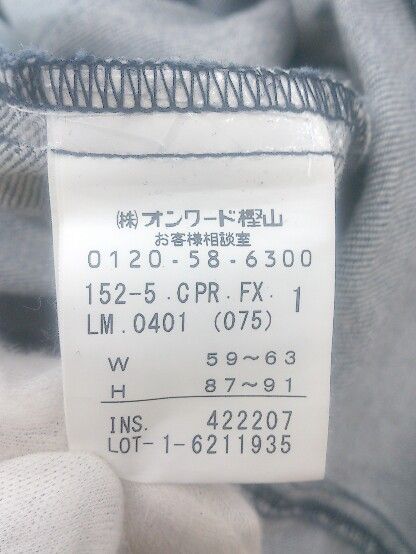 ㈱オンワード樫山
お客様相談室
0120-58-6300
152-5.CPR.FX. 1
LM.0401 (075)
W 59~63
H 87~91
INS. 422207
LOT-1-6211935